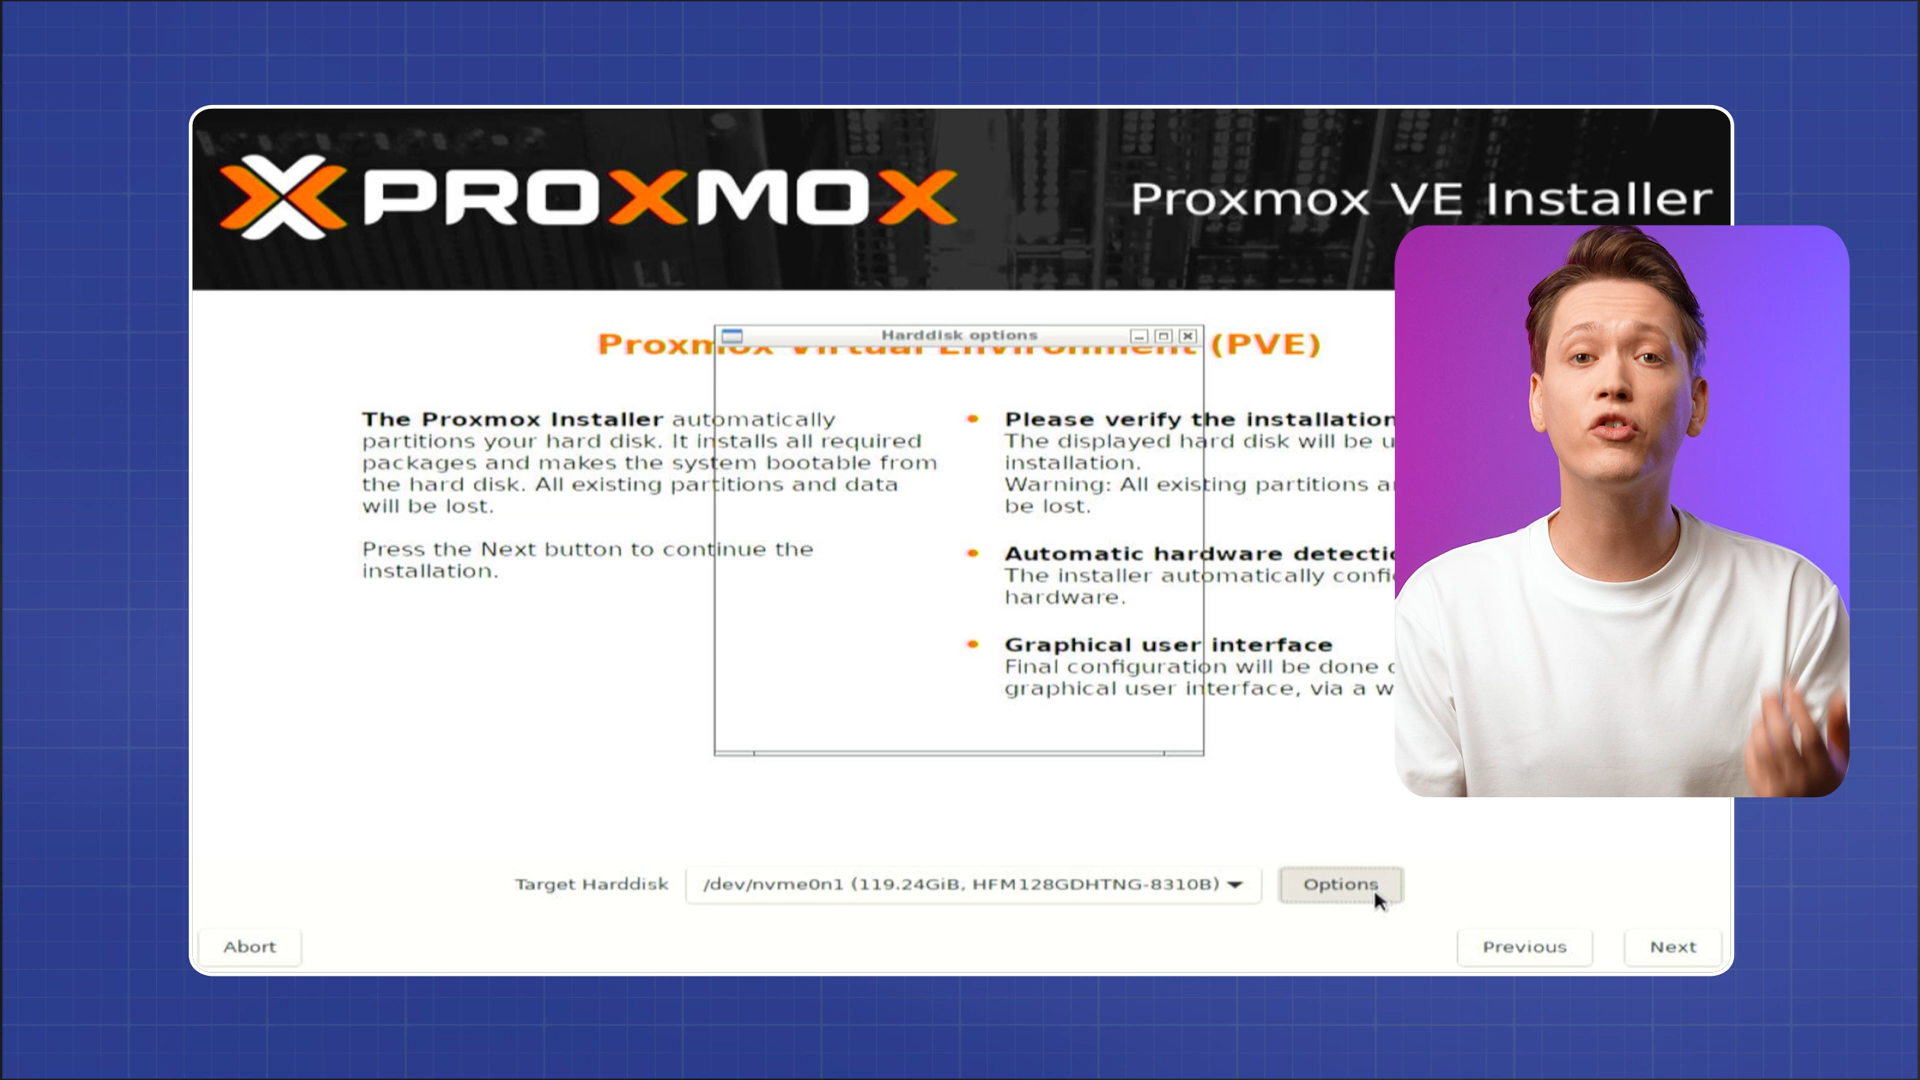 PROXMOX
Proxmox VE Installer
Harddisk options
Proxmox Virtual Environment (PVE)
The Proxmox Installer automatically
partitions your hard disk. It installs all required
packages and makes the system bootable from
the hard disk. All existing partitions and data
will be lost.
Press the Next button to continue the
installation.
Please verify the installation
The displayed hard disk will be u
installation.
Warning: All existing partitions a
be lost.
Automatic hardware detectio
The installer automatically confi
hardware.
Graphical user interface
Final configuration will be done
graphical user interface, via a w
Target Harddisk
/dev/nvme0n1 (119.24GiB, HFM128GDHTNG-8310B)
Options
Abort
Previous
Next